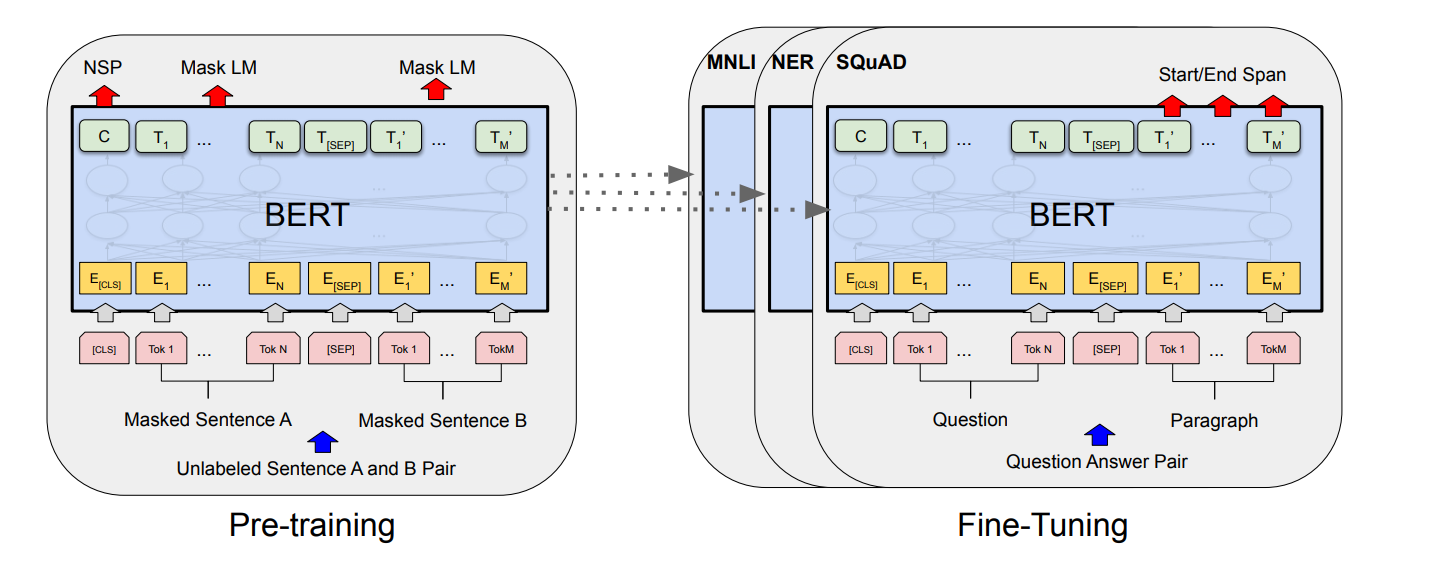 NSP Mask LM Mask LM
C T1 ... TN T[SEP] T1' ... TM'
...
BERT
...
E[CLS] E1 ... EN E[SEP] E1' ... EM'
[CLS] Tok 1 ... Tok N [SEP] Tok 1 ... TokM
Masked Sentence A Masked Sentence B
Unlabeled Sentence A and B Pair
Pre-training
MNLI NER SQuAD
Start/End Span
C T1 ... TN T[SEP] T1' ... TM'
...
BERT
...
E[CLS] E1 ... EN E[SEP] E1' ... EM'
[CLS] Tok 1 ... Tok N [SEP] Tok 1 ... TokM
Question Paragraph
Question Answer Pair
Fine-Tuning